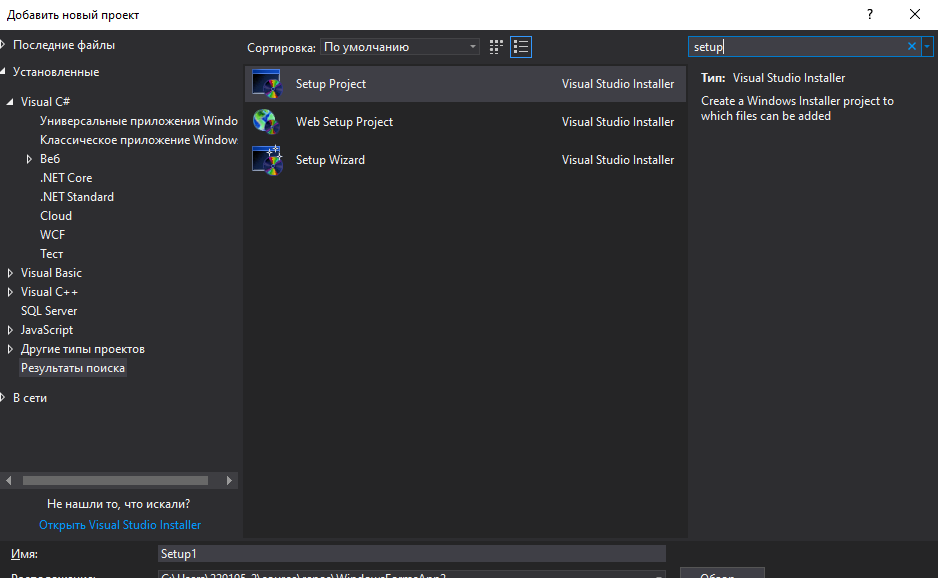 Добавить новый проект
?
Последние файлы
Установленные
Visual C#
Универсальные приложения Windo
Классическое приложение Window
Веб
.NET Core
.NET Standard
Cloud
WCF
Тест
Visual Basic
Visual C++
SQL Server
JavaScript
Другие типы проектов
Результаты поиска
В сети
Не нашли то, что искали?
Открыть Visual Studio Installer
Сортировка: По умолчанию
Setup Project Visual Studio Installer
Web Setup Project Visual Studio Installer
Setup Wizard Visual Studio Installer
setup
Тип: Visual Studio Installer
Create a Windows Installer project to
which files can be added
Имя: Setup1
Расположение:
Обзор...